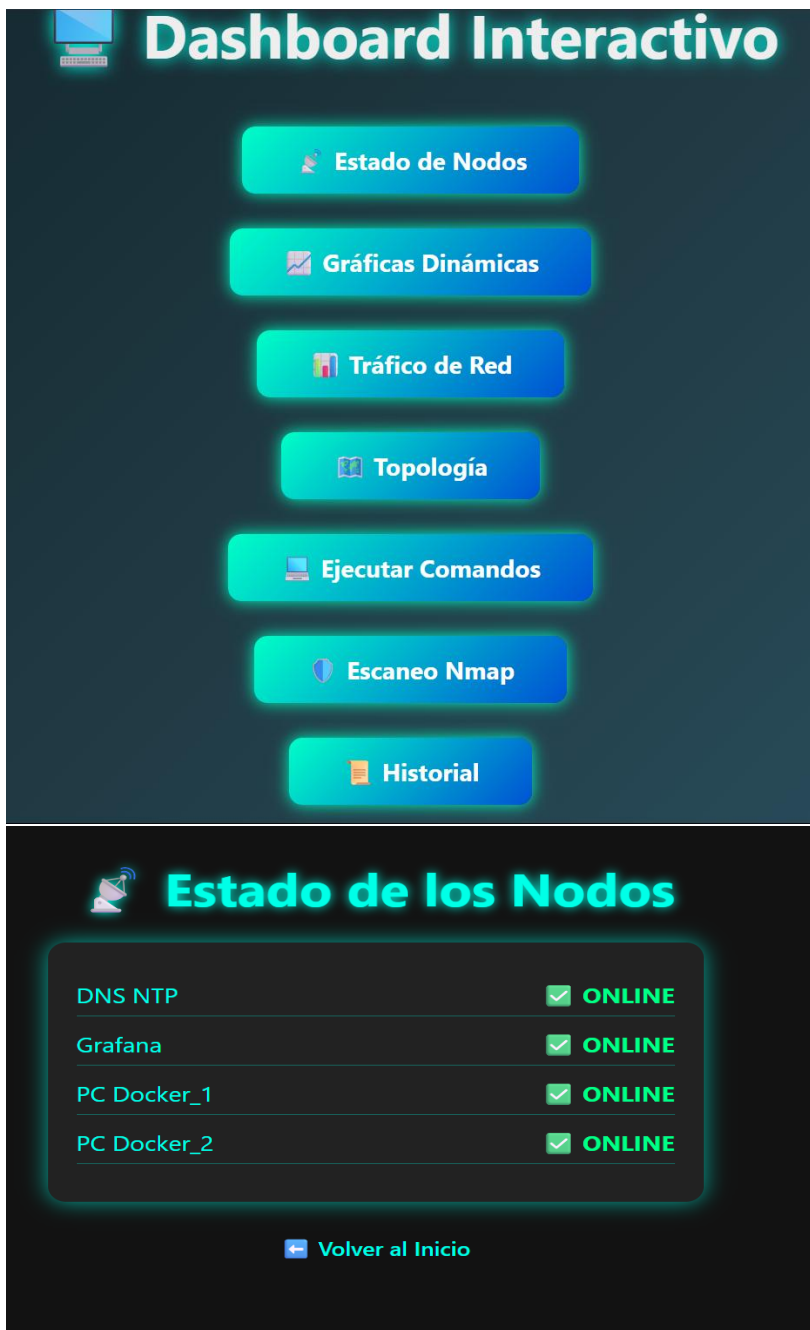 Dashboard Interactivo
Estado de Nodos
Gráficas Dinámicas
Tráfico de Red
Topología
Ejecutar Comandos
Escaneo Nmap
Historial
Estado de los Nodos
DNS NTP ONLINE
Grafana ONLINE
PC Docker_1 ONLINE
PC Docker_2 ONLINE
Volver al Inicio